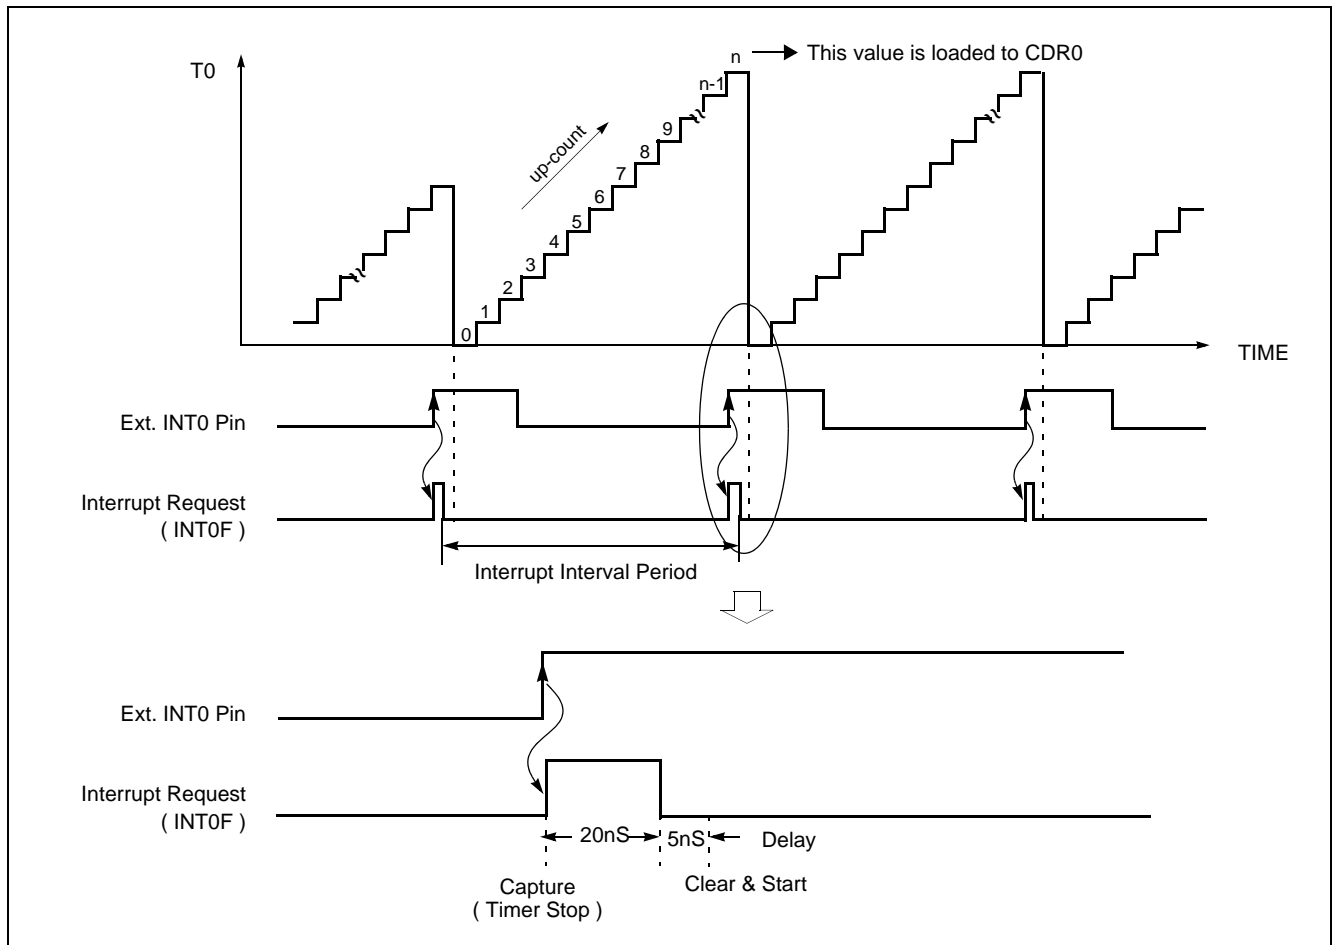 n
This value is loaded to CDR0
T0
n-1
9
8
7
6
5
4
3
2
1
0
up-count
TIME
Ext. INT0 Pin
Interrupt Request
( INT0F )
Interrupt Interval Period
Ext. INT0 Pin
Interrupt Request
( INT0F )
20nS
5nS
Delay
Capture
( Timer Stop )
Clear & Start